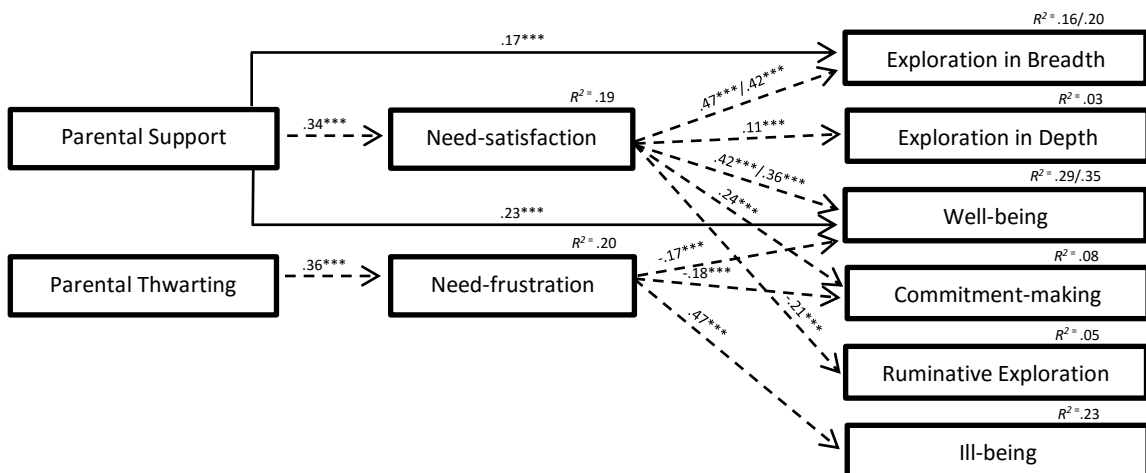 R² = .16/.20
.17***
Exploration in Breadth
.47***/.42***
R² = .19
R² = .03
Parental Support
.34***
Need-satisfaction
.11***
Exploration in Depth
.42***/.36***
R² = .29/.35
.24***
.23***
Well-being
R² = .20
-.17***
R² = .08
Parental Thwarting
.36***
Need-frustration
-.18***
Commitment-making
-.21***
.47***
R² = .05
Ruminative Exploration
R² = .23
Ill-being